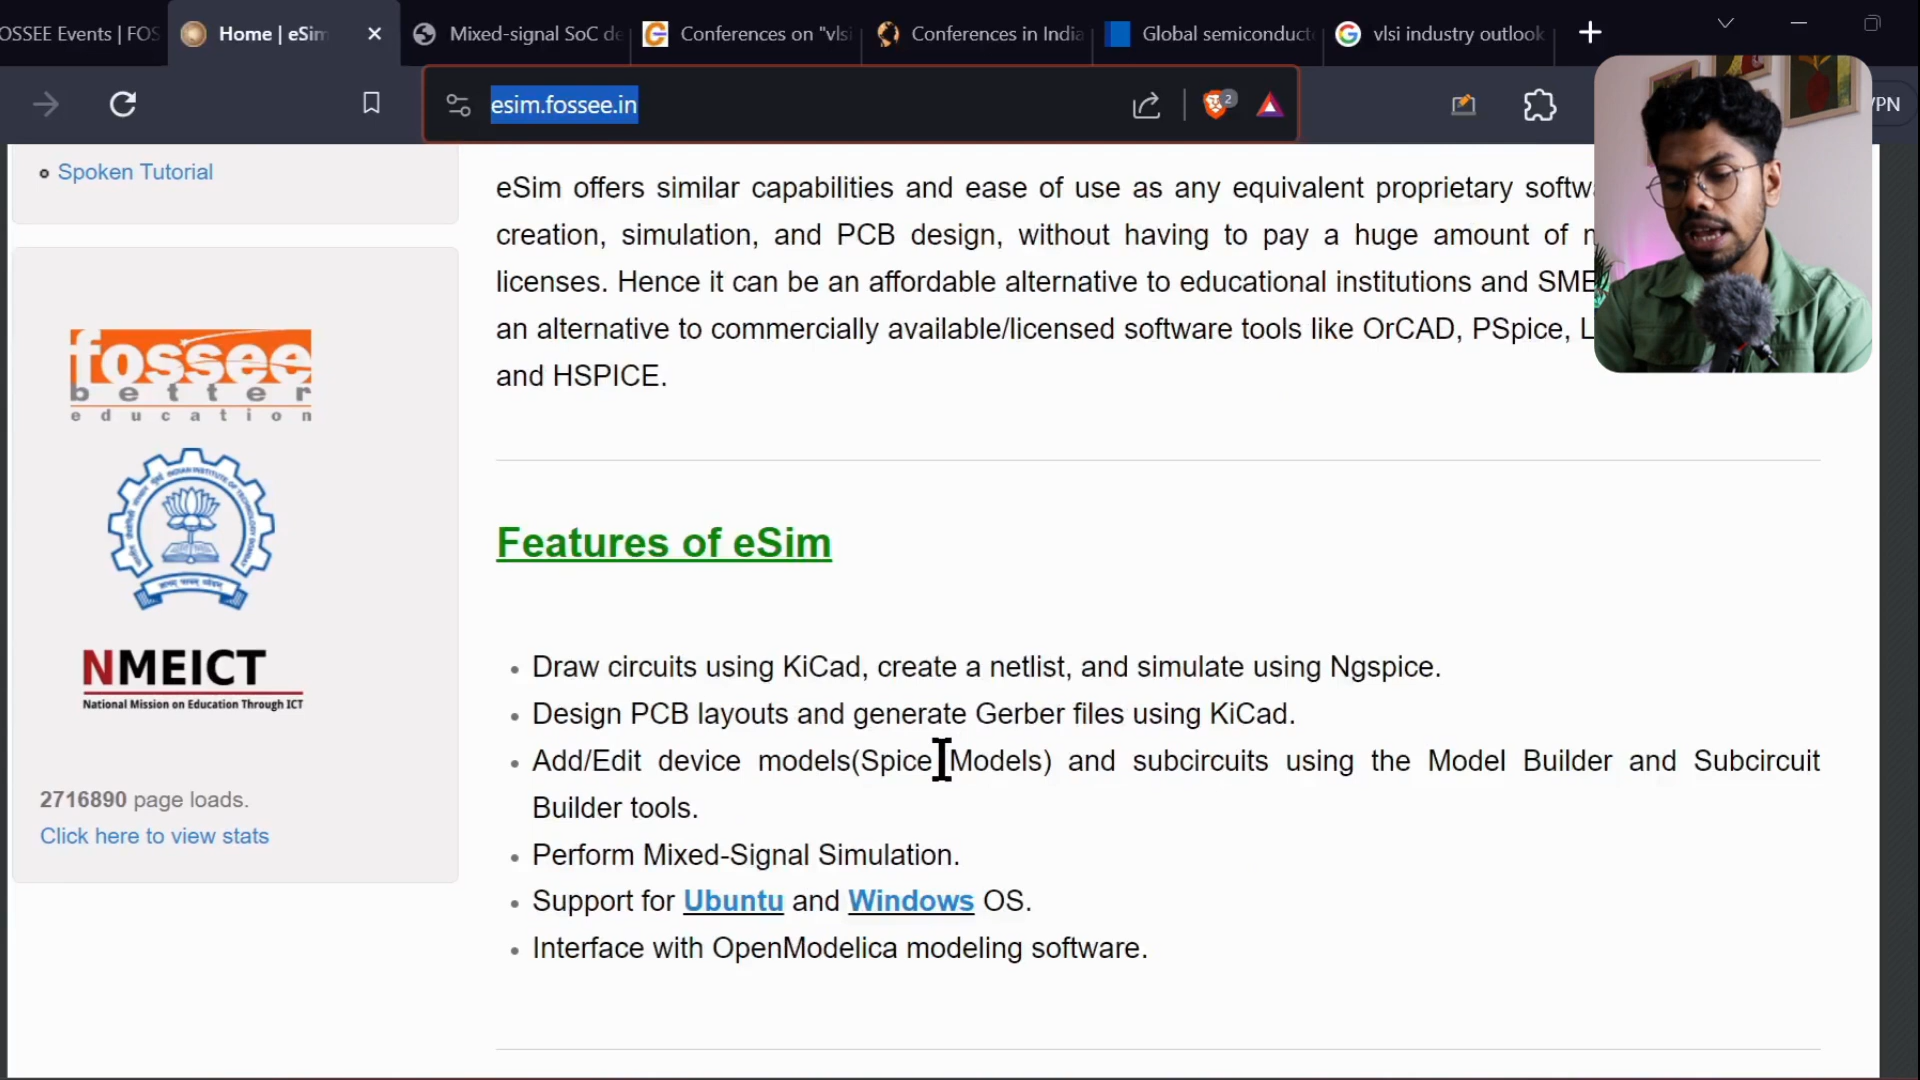 OSSEE Events | FOS
Home | eSim
Mixed-signal SoC de
Conferences on "vlsi
Conferences in India
Global semiconduct
vlsi industry outlook
esim.fossee.in
2
VPN
Spoken Tutorial
eSim offers similar capabilities and ease of use as any equivalent proprietary softw
creation, simulation, and PCB design, without having to pay a huge amount of
licenses. Hence it can be an affordable alternative to educational institutions and SME
an alternative to commercially available/licensed software tools like OrCAD, PSpice, L
and HSPICE.
fossee
better
education
NMEICT
National Mission on Education Through ICT
2716890 page loads.
Click here to view stats
Features of eSim
Draw circuits using KiCad, create a netlist, and simulate using Ngspice.
Design PCB layouts and generate Gerber files using KiCad.
Add/Edit device models(Spice Models) and subcircuits using the Model Builder and Subcircuit
Builder tools.
Perform Mixed-Signal Simulation.
Support for Ubuntu and Windows OS.
Interface with OpenModelica modeling software.